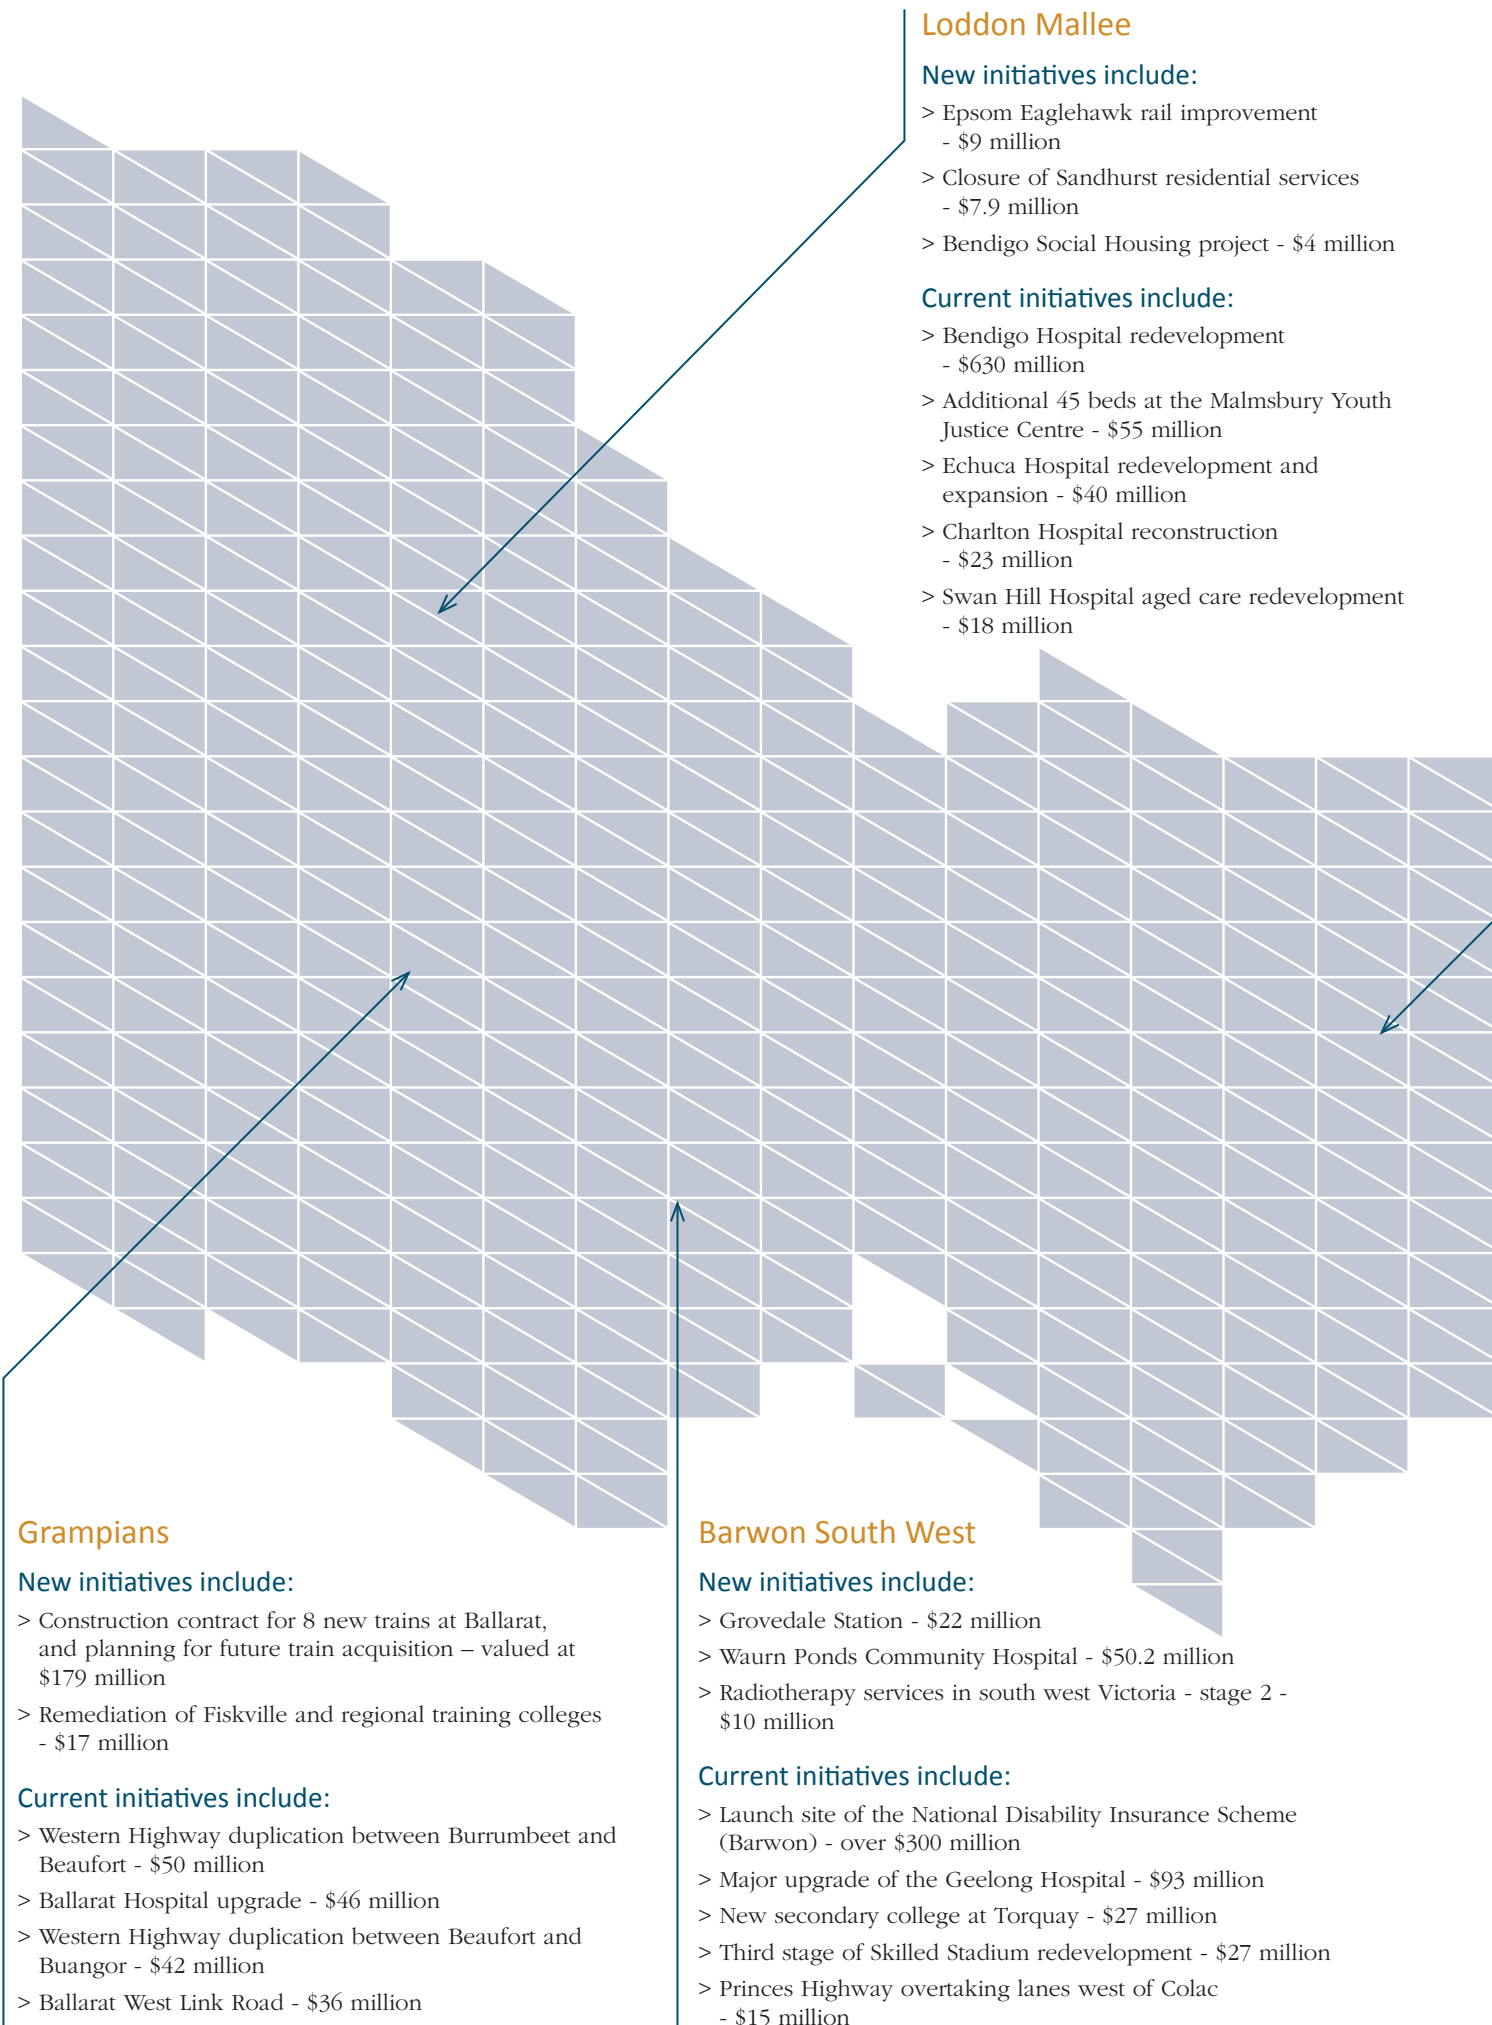 Loddon Mallee
New initiatives include:
> Epsom Eaglehawk rail improvement
- $9 million
> Closure of Sandhurst residential services
- $7.9 million
> Bendigo Social Housing project - $4 million
Current initiatives include:
> Bendigo Hospital redevelopment
- $630 million
> Additional 45 beds at the Malmsbury Youth
Justice Centre - $55 million
> Echuca Hospital redevelopment and
expansion - $40 million
> Charlton Hospital reconstruction
- $23 million
> Swan Hill Hospital aged care redevelopment
- $18 million
Grampians
New initiatives include:
> Construction contract for 8 new trains at Ballarat,
and planning for future train acquisition – valued at
$179 million
> Remediation of Fiskville and regional training colleges
- $17 million
Current initiatives include:
> Western Highway duplication between Burrumbeet and
Beaufort - $50 million
> Ballarat Hospital upgrade - $46 million
> Western Highway duplication between Beaufort and
Buangor - $42 million
> Ballarat West Link Road - $36 million
Barwon South West
New initiatives include:
> Grovedale Station - $22 million
> Waurn Ponds Community Hospital - $50.2 million
> Radiotherapy services in south west Victoria - stage 2 -
$10 million
Current initiatives include:
> Launch site of the National Disability Insurance Scheme
(Barwon) - over $300 million
> Major upgrade of the Geelong Hospital - $93 million
> New secondary college at Torquay - $27 million
> Third stage of Skilled Stadium redevelopment - $27 million
> Princes Highway overtaking lanes west of Colac
- $15 million